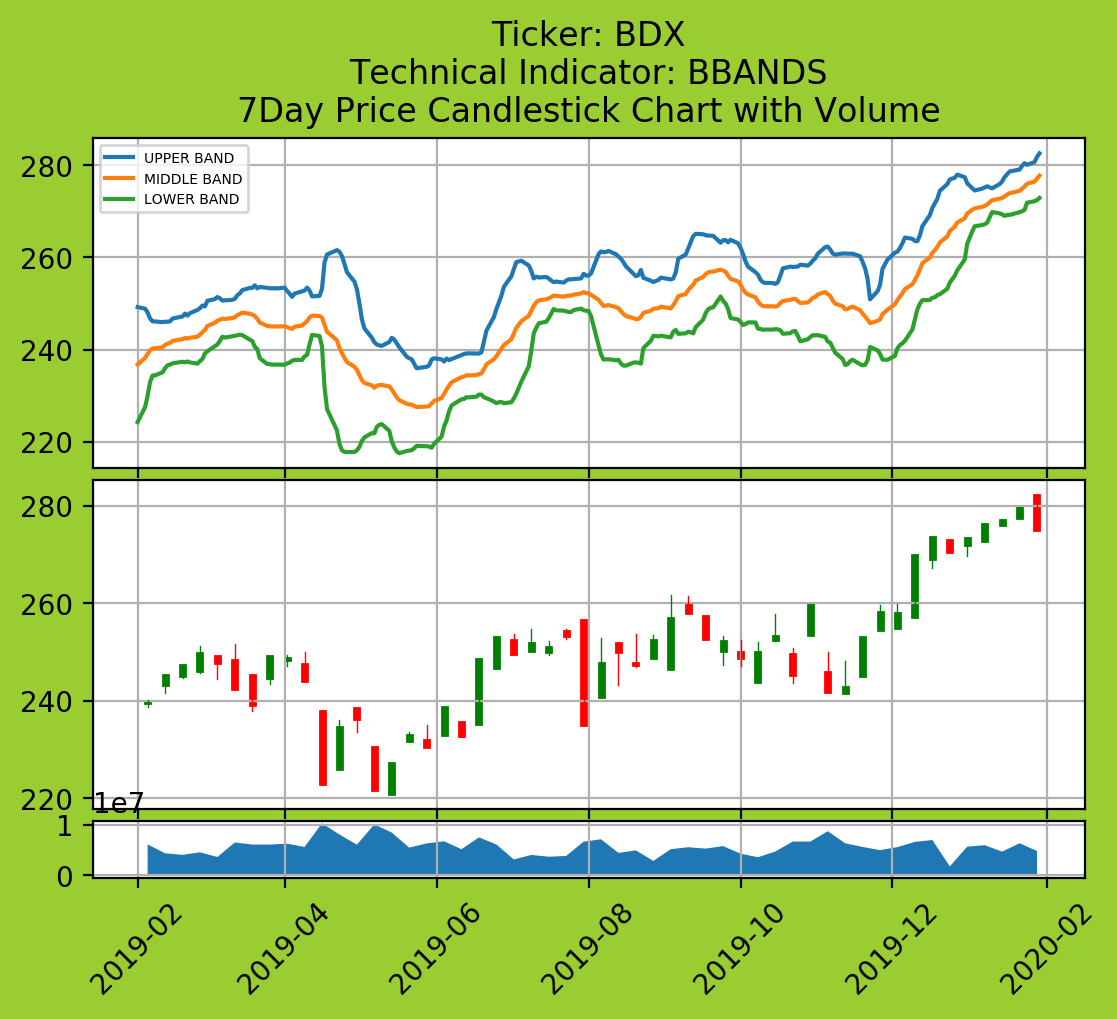 Ticker: BDX
Technical Indicator: BBANDS
7Day Price Candlestick Chart with Volume
280
260
240
220
UPPER BAND
MIDDLE BAND
LOWER BAND
280
260
240
220
1e7
1
0
2019-02
2019-04
2019-06
2019-08
2019-10
2019-12
2020-02